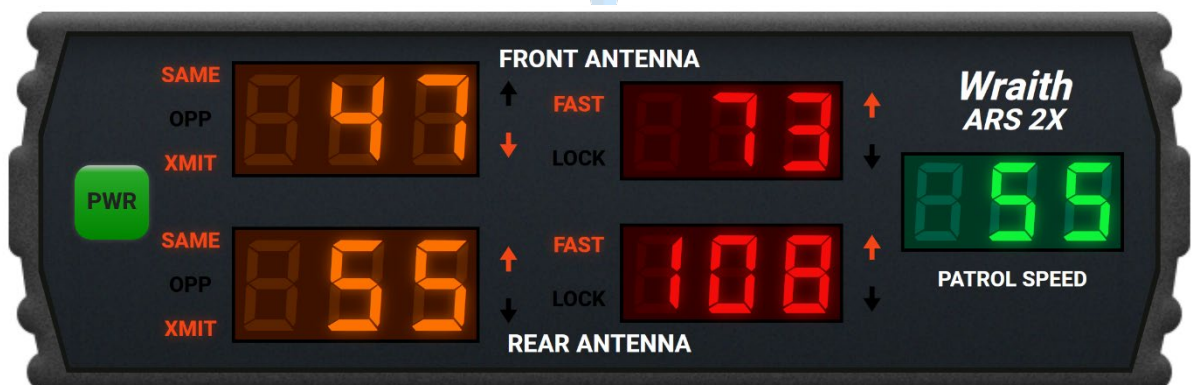 FRONT ANTENNA
SAME
OPP
XMIT
47
FAST
LOCK
73
Wraith
ARS 2X
PWR
SAME
OPP
XMIT
55
FAST
LOCK
108
55
PATROL SPEED
REAR ANTENNA